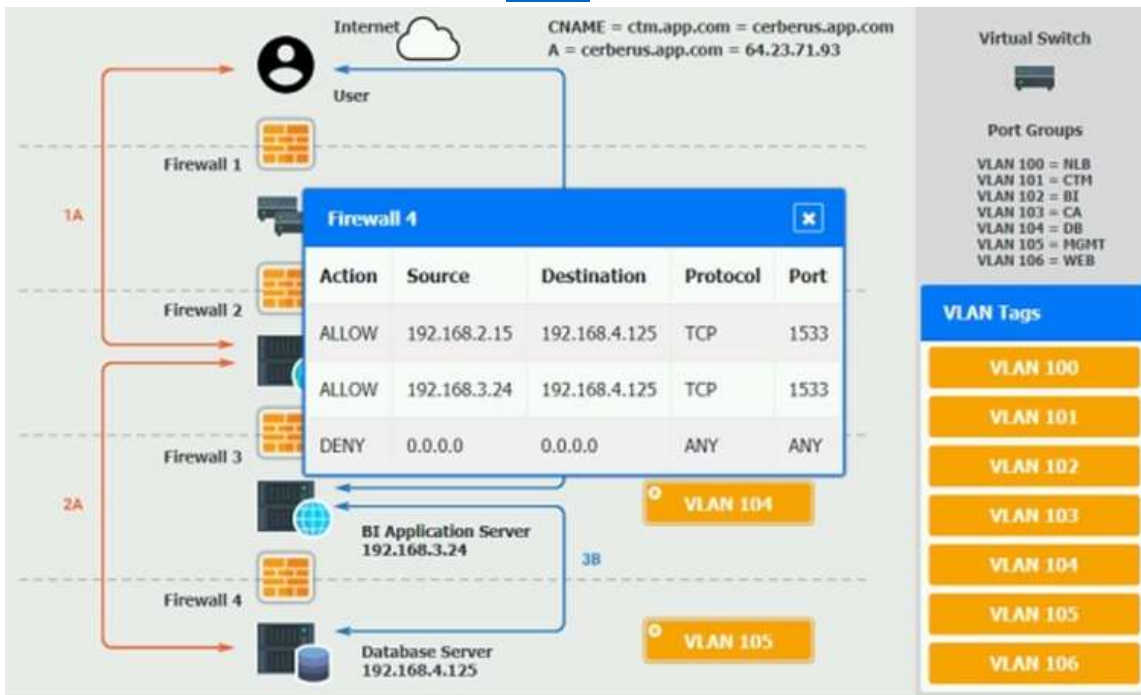 Internet
CNAME = ctm.app.com = cerberus.app.com
A = cerberus.app.com = 64.23.71.93
User
Firewall 1
1A
Firewall 4
Action Source Destination Protocol Port
ALLOW 192.168.2.15 192.168.4.125 TCP 1533
ALLOW 192.168.3.24 192.168.4.125 TCP 1533
DENY 0.0.0.0 0.0.0.0 ANY ANY
Firewall 2
Firewall 3
2A
VLAN 104
BI Application Server
192.168.3.24
3B
Firewall 4
VLAN 105
Database Server
192.168.4.125
Virtual Switch
Port Groups
VLAN 100 = NLB
VLAN 101 = CTM
VLAN 102 = BI
VLAN 103 = CA
VLAN 104 = DB
VLAN 105 = MGMT
VLAN 106 = WEB
VLAN Tags
VLAN 100
VLAN 101
VLAN 102
VLAN 103
VLAN 104
VLAN 105
VLAN 106